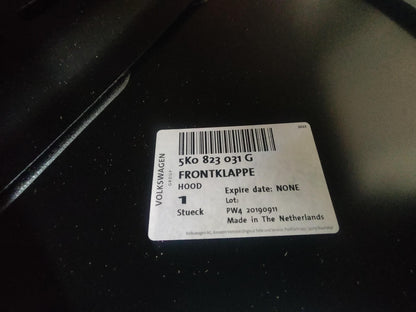 VOLKSWAGEN
GROUP
5K0 823 031 G
FRONTKLAPPE
HOOD
Expire date: NONE
1
Lot:
Stueck
PW4 20190911
Made in The Netherlands